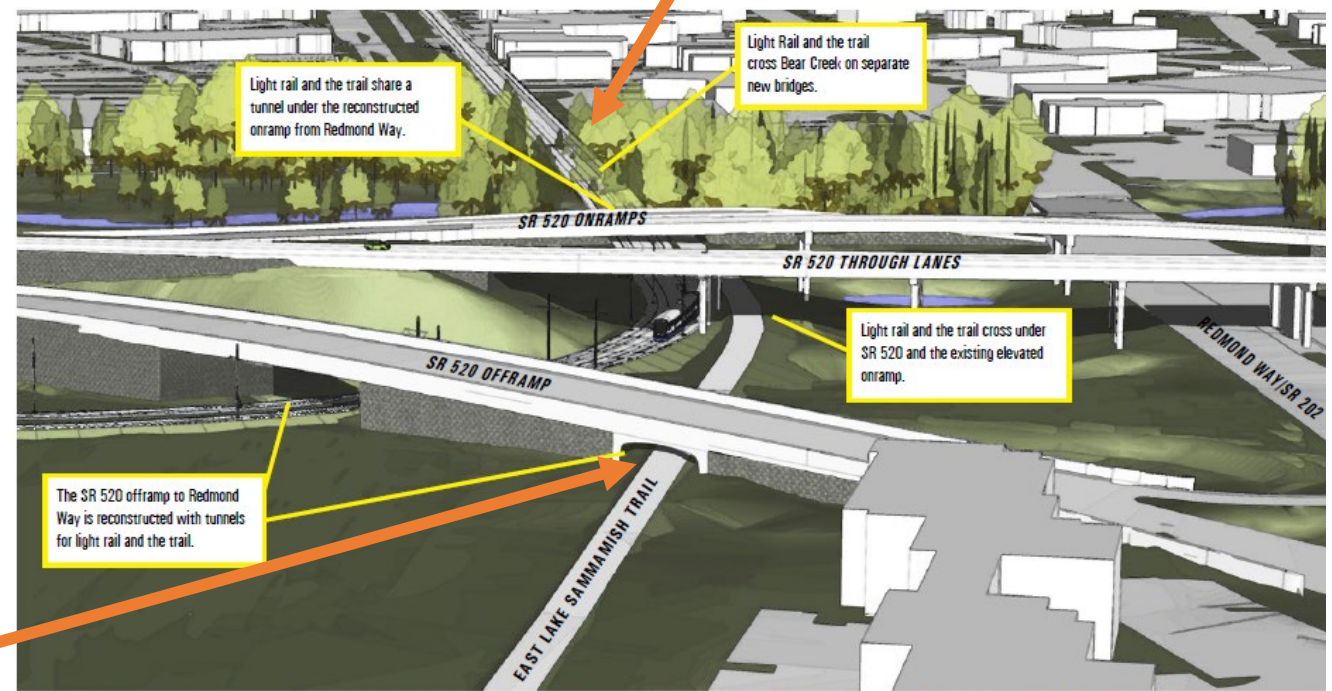 Light Rail and the trail
cross Bear Creek on separate
new bridges.
Light rail and the trail share a
tunnel under the reconstructed
onramp from Redmond Way.
SR 520 ONRAMPS
SR 520 THROUGH LANES
Light rail and the trail cross under
SR 520 and the existing elevated
onramp.
REDMOND WAY/SR 202
SR 520 OFFRAMP
The SR 520 offramp to Redmond
Way is reconstructed with tunnels
for light rail and the trail.
EAST LAKE SAMMAMISH TRAIL